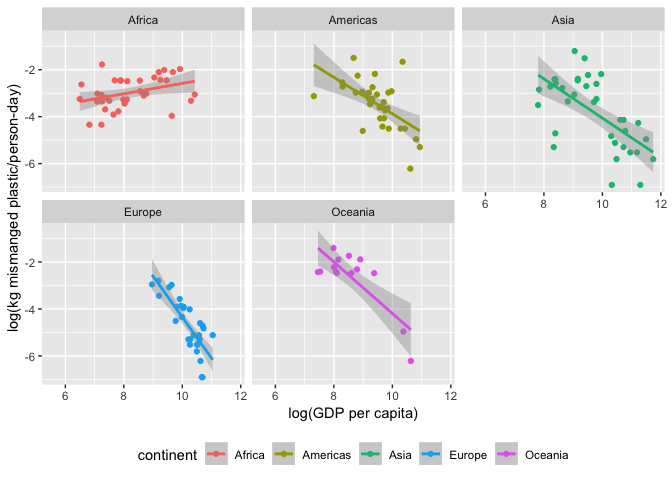 Africa
Americas
Asia
-2
-4
-6
6
8
10
12
Europe
Oceania
-2
-4
-6
6
8
10
12
6
8
10
12
log(kg mismanged plastic/person-day)
log(GDP per capita)
continent
Africa
Americas
Asia
Europe
Oceania